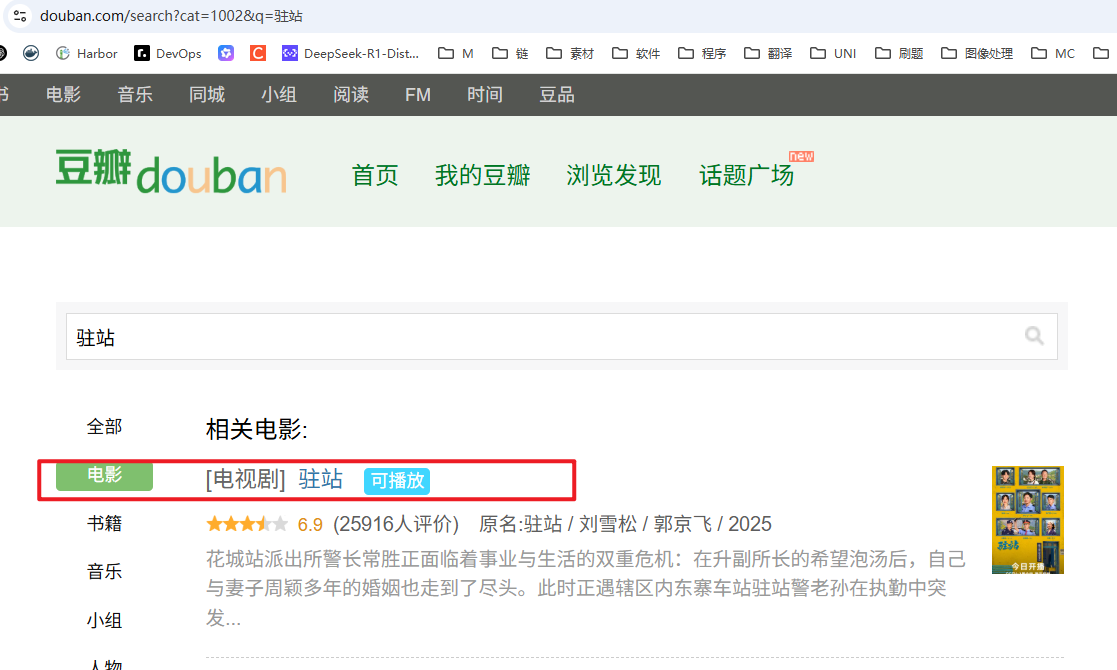 douban.com/search?cat=1002&q=驻站
Harbor DevOps DeepSeek-R1-Dist... M 链 素材 软件 程序 翻译 UNI 刷题 图像处理 MC
书 电影 音乐 同城 小组 阅读 FM 时间 豆品
豆瓣douban 首页 我的豆瓣 浏览发现 话题广场 new
驻站
全部 相关电影:
电影 [电视剧] 驻站 可播放
书籍 6.9 (25916人评价) 原名:驻站 / 刘雪松 / 郭京飞 / 2025
花城站派出所警长常胜正面临着事业与生活的双重危机：在升副所长的希望泡汤后，自己
音乐 与妻子周颖多年的婚姻也走到了尽头。此时正遇辖区内东寨车站驻站警老孙在执勤中突
小组 发...
人物
驻站
今日开播